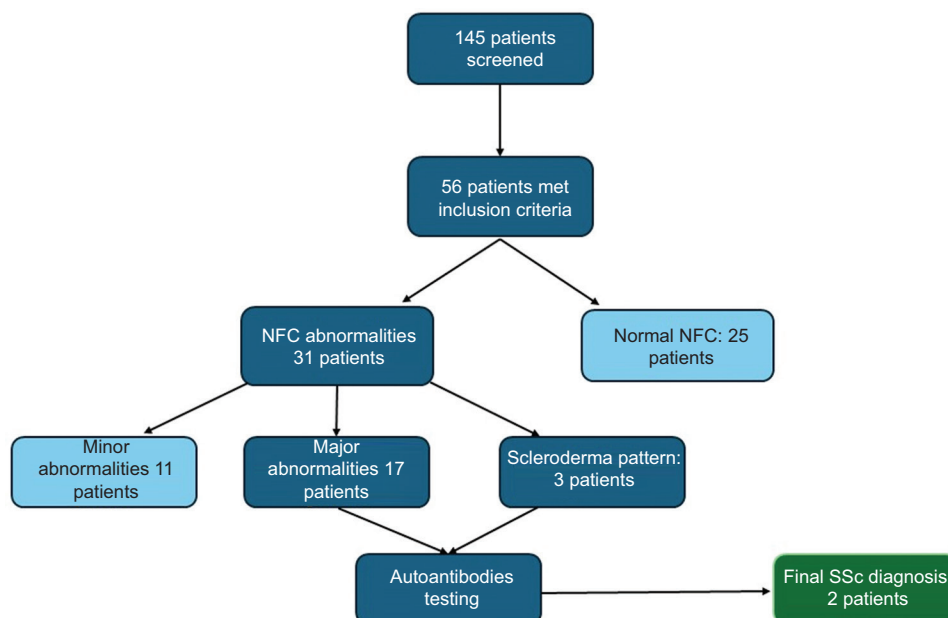 145 patients
screened
56 patients met
inclusion criteria
NFC abnormalities
31 patients
Normal NFC: 25
patients
Minor
abnormalities 11
patients
Major
abnormalities 17
patients
Scleroderma pattern:
3 patients
Autoantibodies
testing
Final SSc diagnosis:
2 patients